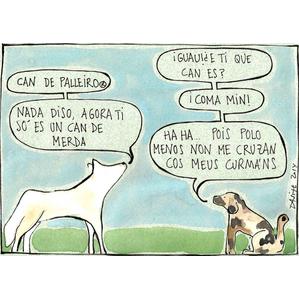 CAN DE PALLEIRO®
NADA DISO, AGORA TI
SÓ ES UN CAN DE
MERDA
¡GUAU!¿E TI QUE
CAN ES?
¡COMA MIN!
HA HA... POIS POLO
MENOS NON ME CRUZAN
COS MEUS CURMÁNS